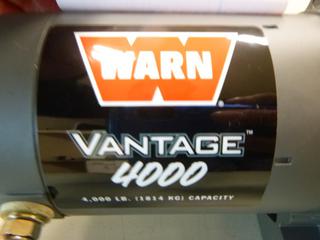 WARN
VANTAGE™
4000
4,000 LB. (1814 KG) CAPACITY